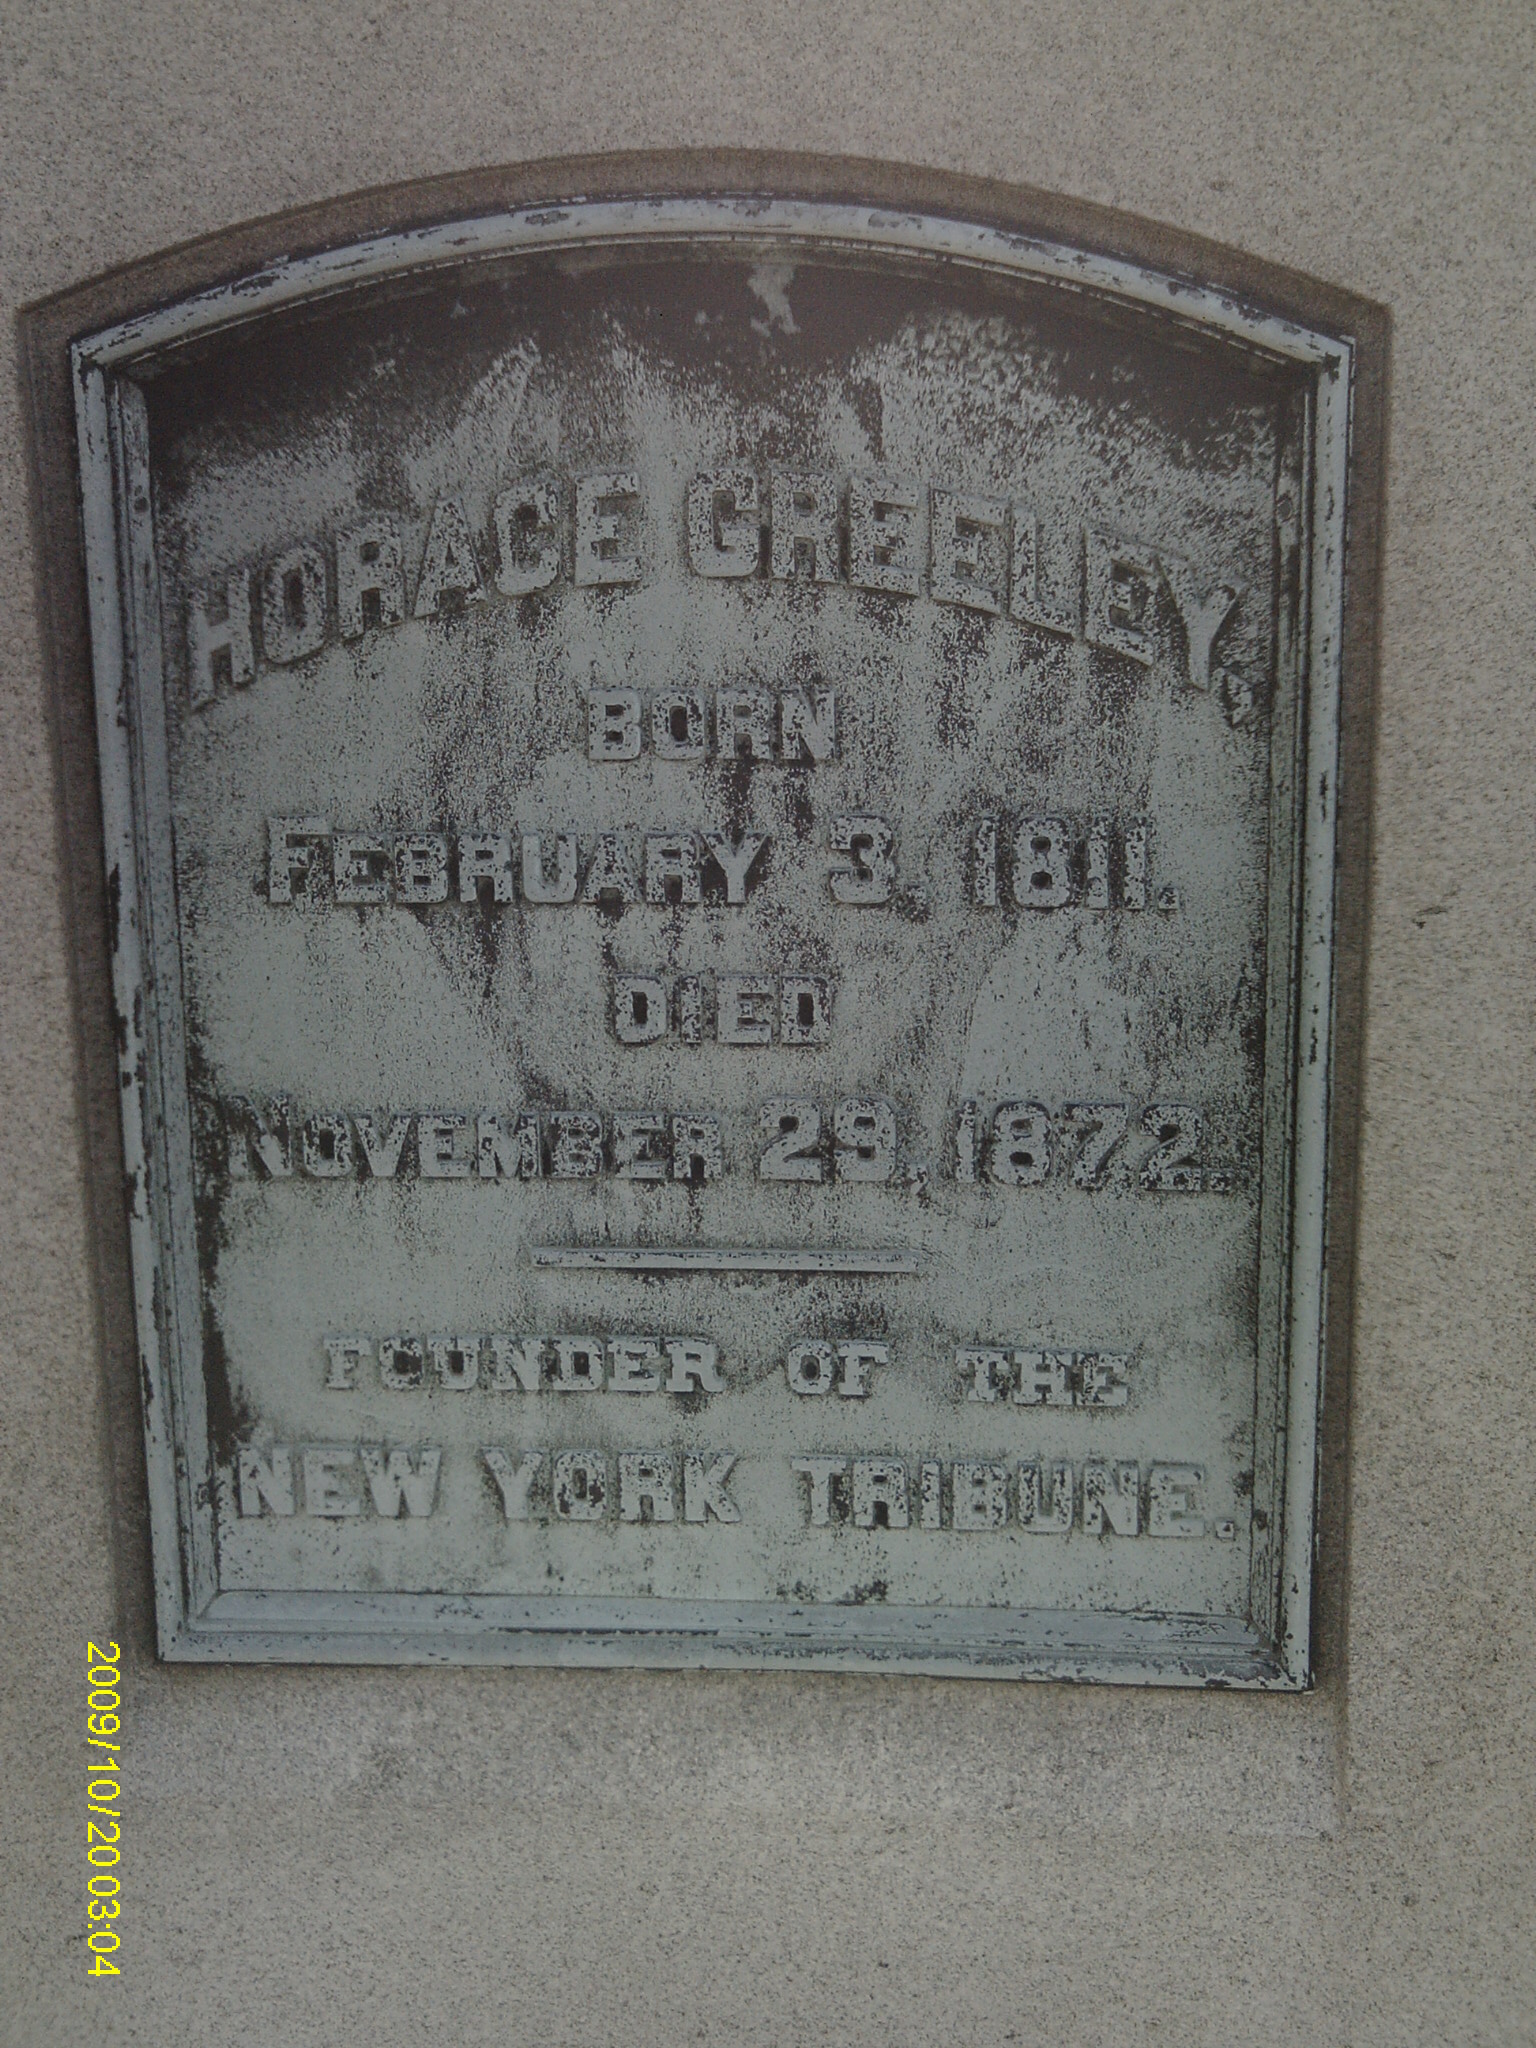 HORACE GREELEY,
BORN
FEBRUARY 3, 1811.
DIED
NOVEMBER 29, 1872.
FOUNDER OF THE
NEW YORK TRIBUNE.
2009/10/20 03:04